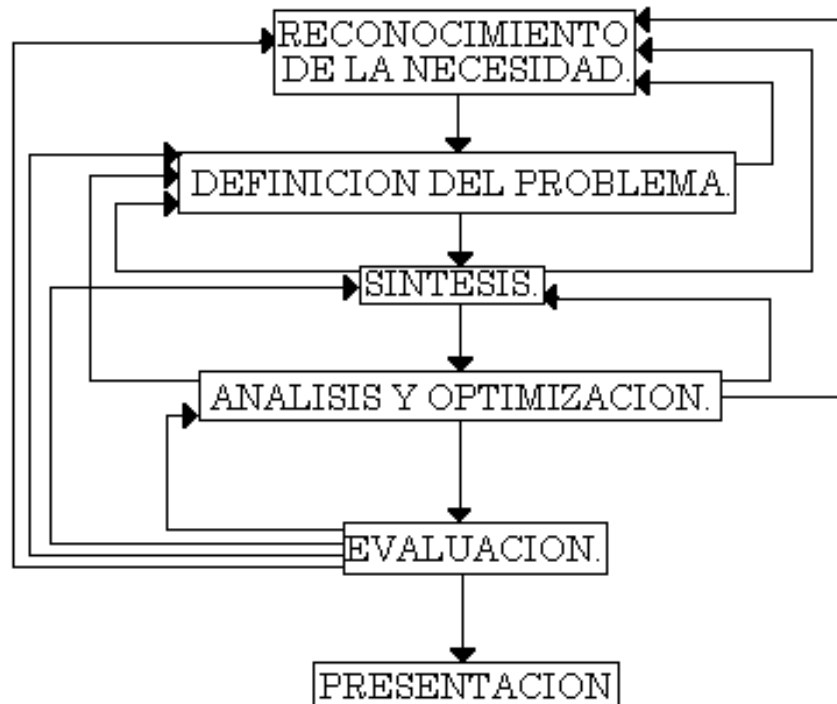 RECONOCIMIENTO
DE LA NECESIDAD.
DEFINICION DEL PROBLEMA.
SINTESIS.
ANALISIS Y OPTIMIZACION.
EVALUACION.
PRESENTACION